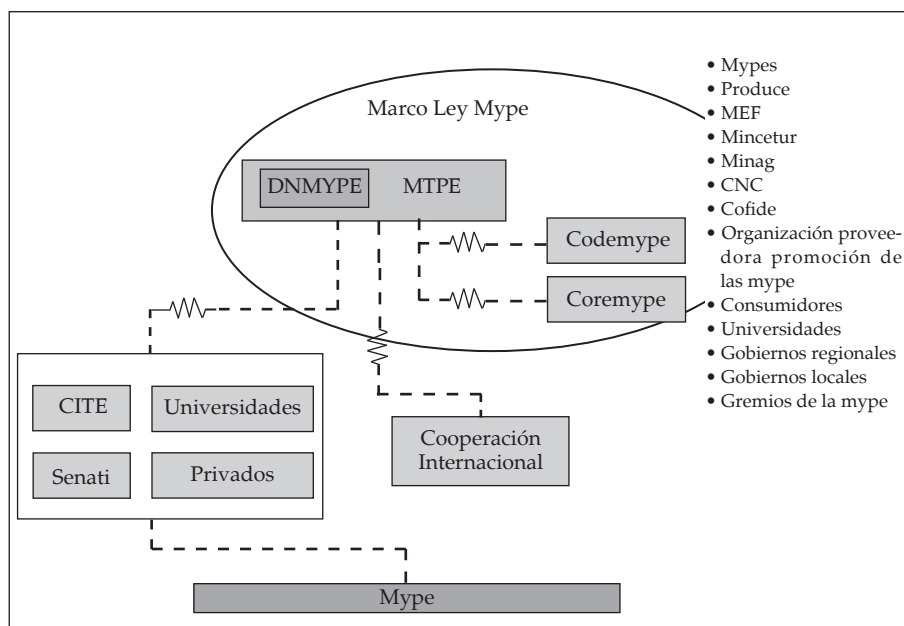 Marco Ley Mype
DNMYPE
MTPE
Codemype
Coremype
CITE
Universidades
Senati
Privados
Cooperación
Internacional
Mype
• Mypes
• Produce
• MEF
• Mincetur
• Minag
• CNC
• Cofide
• Organización provee-
dora promoción de
las mype
• Consumidores
• Universidades
• Gobiernos regionales
• Gobiernos locales
• Gremios de la mype